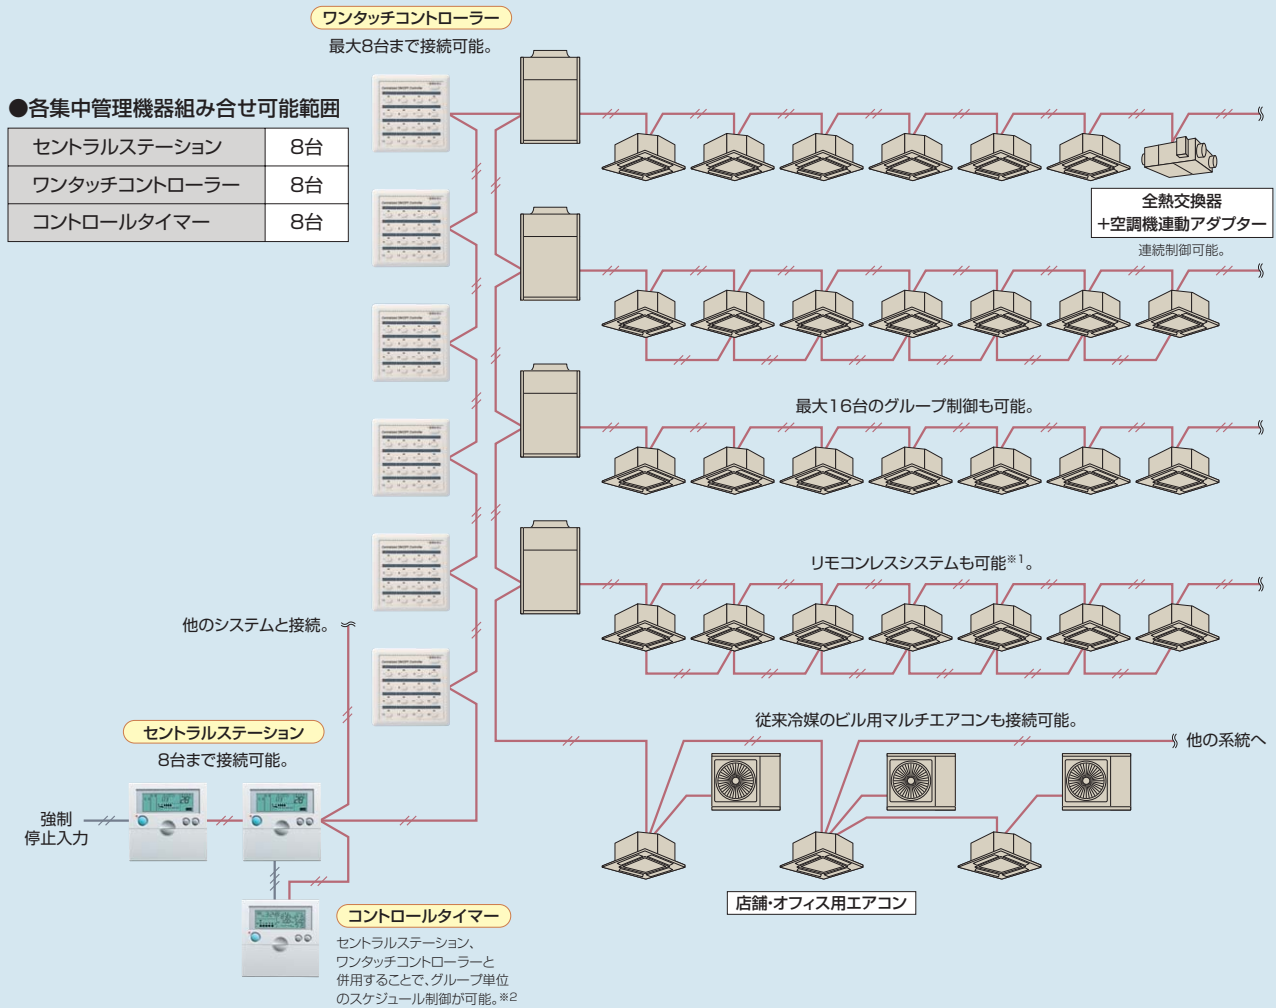 ワンタッチコントローラー
最大8台まで接続可能。
●各集中管理機器組み合せ可能範囲
セントラルステーション 8台
ワンタッチコントローラー 8台
コントロールタイマー 8台
全熱交換器
+空調機連動アダプター
連続制御可能。
最大16台のグループ制御も可能。
リモコンレスシステムも可能※1。
他のシステムと接続。
従来冷媒のビル用マルチエアコンも接続可能。
他の系統へ
セントラルステーション
8台まで接続可能。
強制
停止入力
店舗・オフィス用エアコン
コントロールタイマー
セントラルステーション、
ワンタッチコントローラーと
併用することで、グループ単位
のスケジュール制御が可能。※2